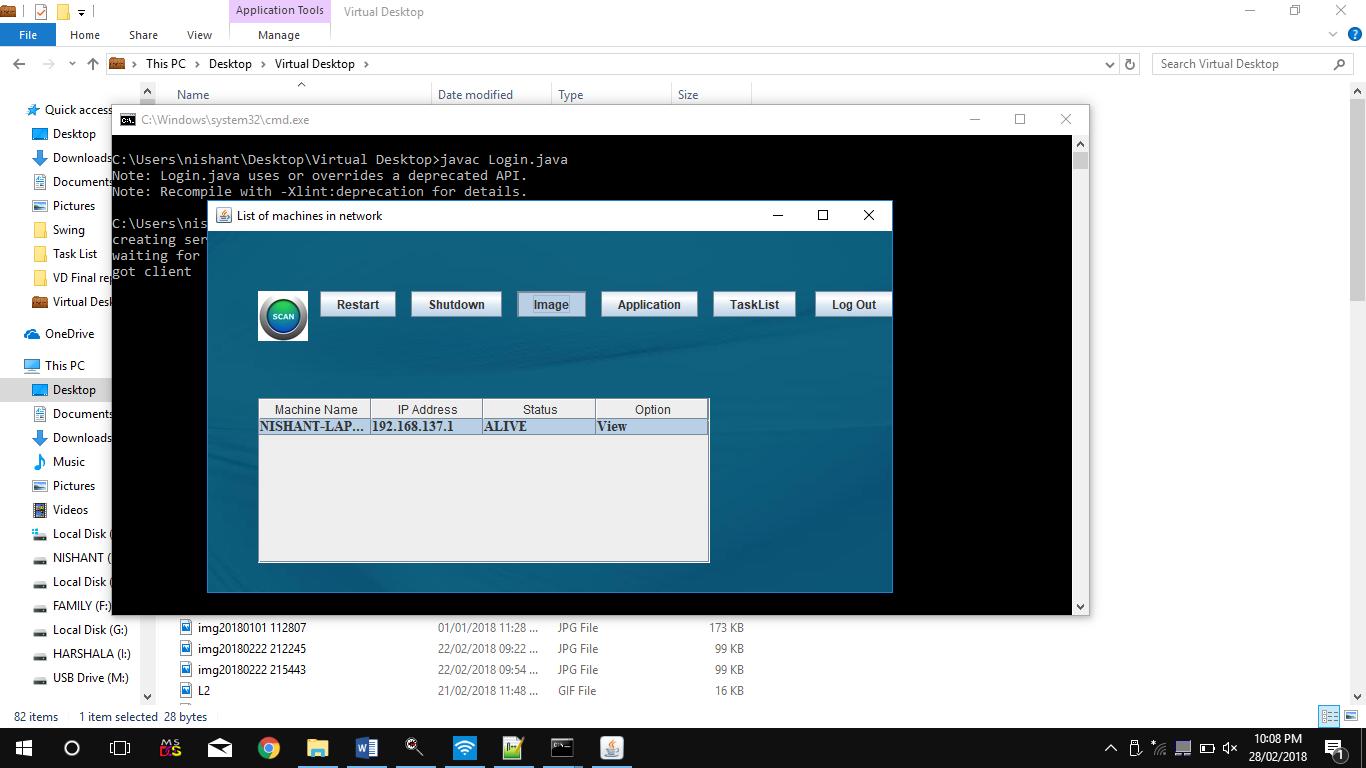 Application Tools
Virtual Desktop
File Home Share View Manage
This PC Desktop Virtual Desktop
Search Virtual Desktop
Name Date modified Type Size
Quick access
Desktop
Downloads
Documents
Pictures
Swing
Task List
VD Final rep
Virtual Desk
OneDrive
This PC
Desktop
Documents
Downloads
Music
Pictures
Videos
Local Disk (
NISHANT (
Local Disk (
FAMILY (F:)
Local Disk (G:)
HARSHALA (I:)
USB Drive (M:)
C:\Windows\system32\cmd.exe
C:\Users\nishant\Desktop\Virtual Desktop>javac Login.java
Note: Login.java uses or overrides a deprecated API.
Note: Recompile with -Xlint:deprecation for details.
C:\Users\nis
creating ser
waiting for
got client
List of machines in network
SCAN
Restart Shutdown Image Application TaskList Log Out
Machine Name IP Address Status Option
NISHANT-LAP... 192.168.137.1 ALIVE View
img20180101 112807 01/01/2018 11:28 ... JPG File 173 KB
img20180222 212245 22/02/2018 09:22 ... JPG File 99 KB
img20180222 215443 22/02/2018 09:54 ... JPG File 99 KB
L2 21/02/2018 11:48 ... GIF File 16 KB
82 items 1 item selected 28 bytes
10:08 PM
28/02/2018
1